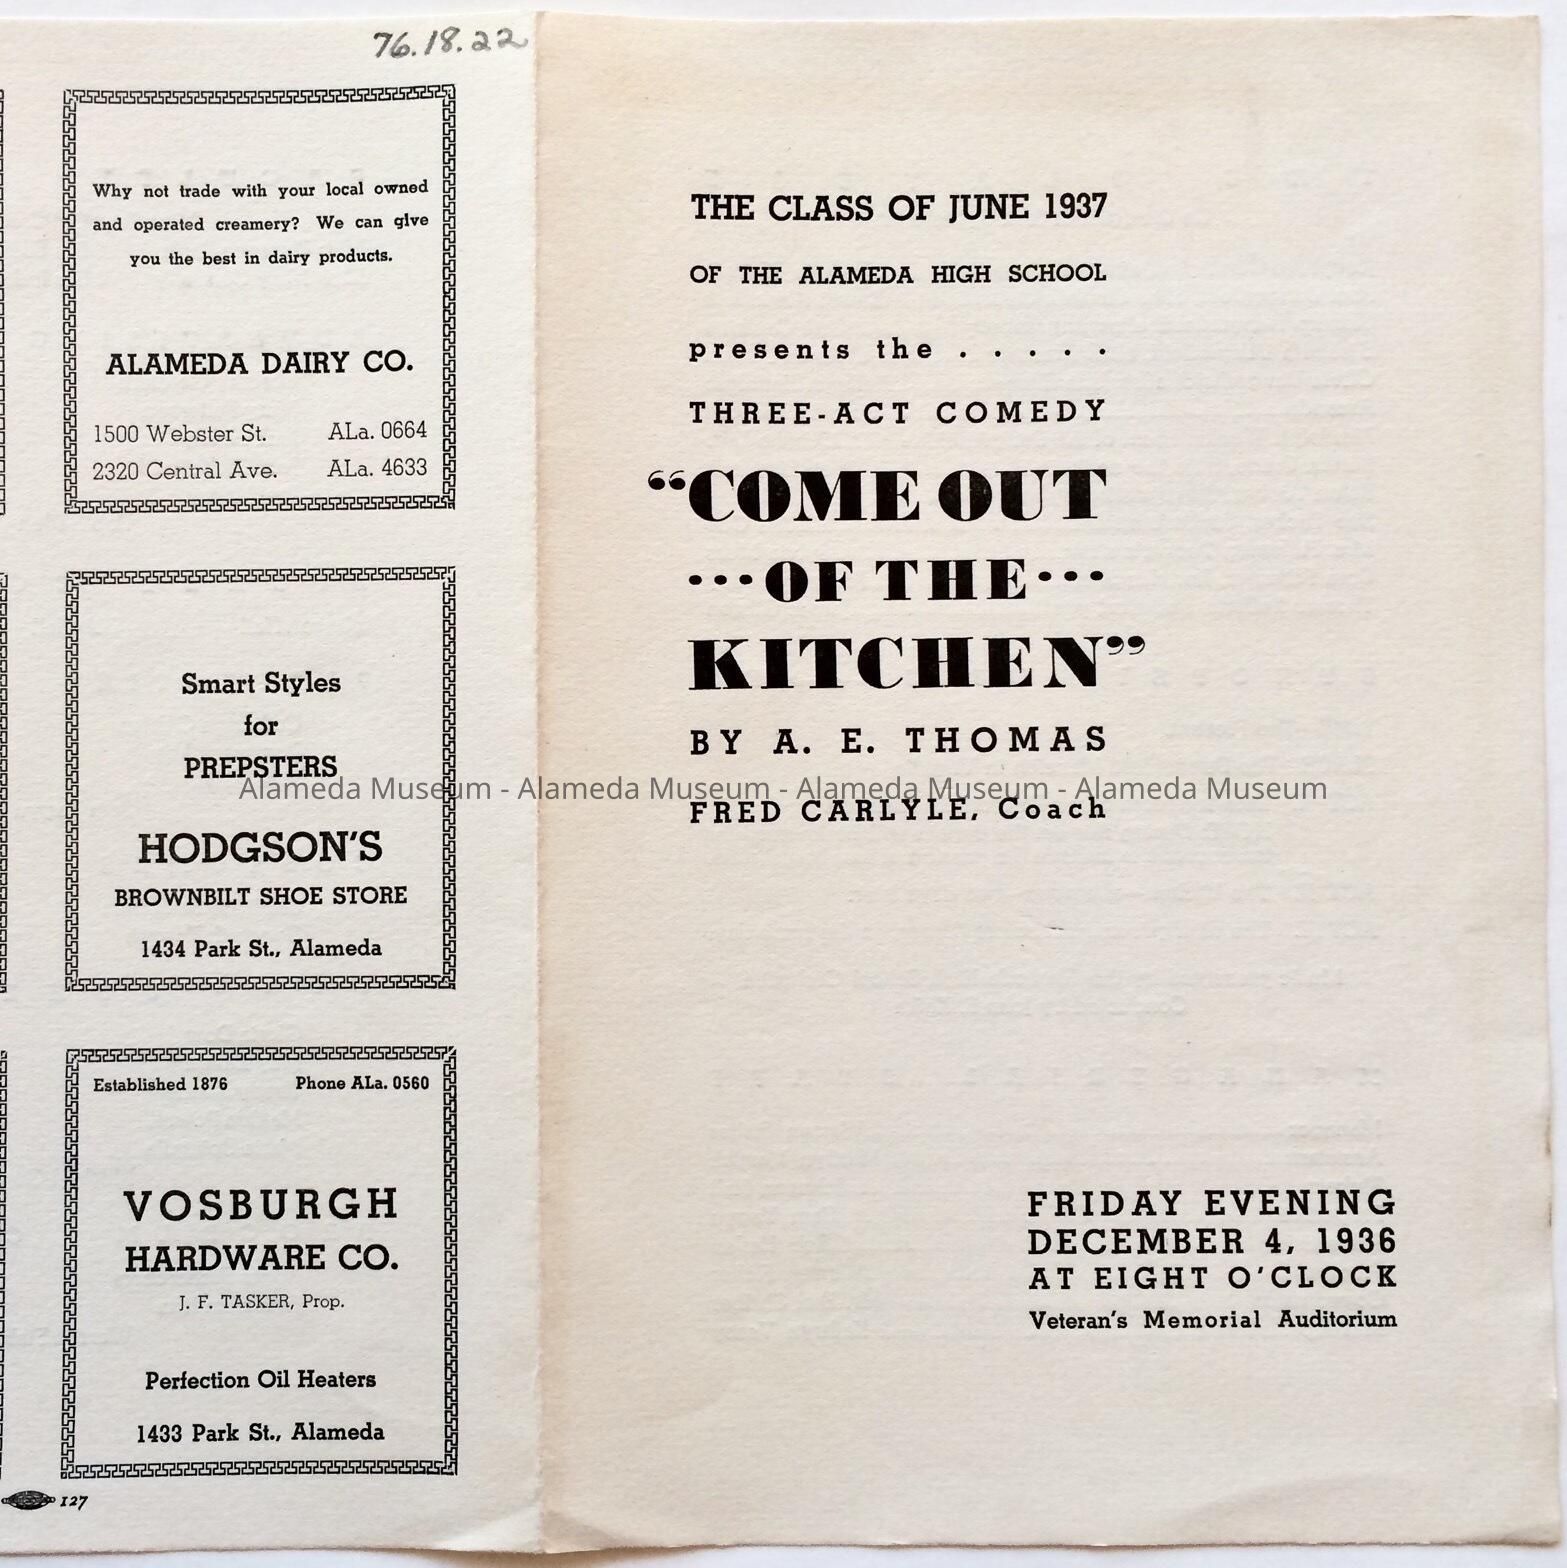 76.18.22
Why not trade with your local owned
and operated creamery? We can give
you the best in dairy products.
ALAMEDA DAIRY CO.
1500 Webster St. ALa. 0664
2320 Central Ave. ALa. 4633
Smart Styles
for
PREPSTERS
HODGSON'S
BROWNBILT SHOE STORE
1434 Park St., Alameda
Established 1876 Phone ALa. 0560
VOSBURGH
HARDWARE CO.
J. F. TASKER, Prop.
Perfection Oil Heaters
1433 Park St., Alameda
127
THE CLASS OF JUNE 1937
OF THE ALAMEDA HIGH SCHOOL
presents the . . . . .
THREE-ACT COMEDY
“COME OUT
···OF THE···
KITCHEN”
BY A. E. THOMAS
Alameda Museum - Alameda Museum - Alameda Museum - Alameda Museum
FRED CARLYLE, Coach
FRIDAY EVENING
DECEMBER 4, 1936
AT EIGHT O'CLOCK
Veteran's Memorial Auditorium